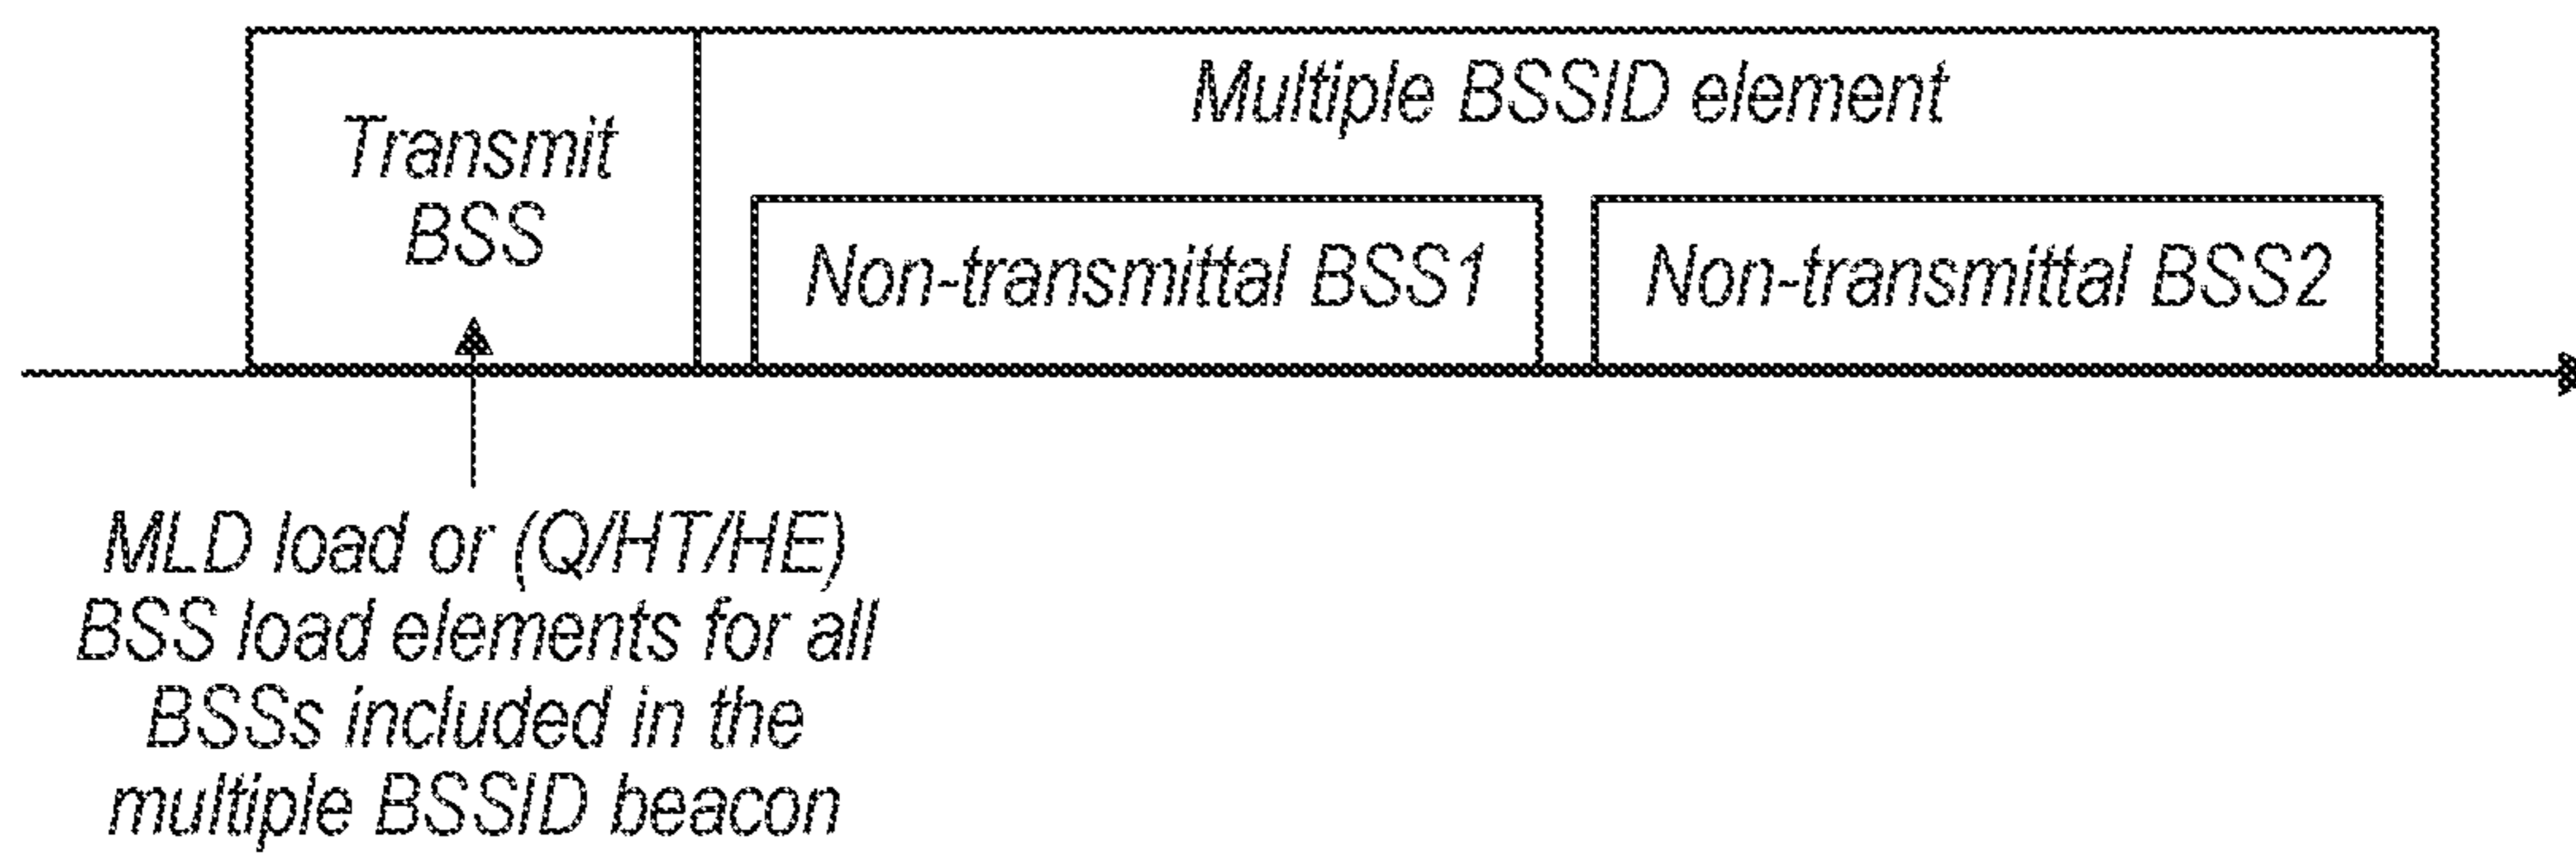 Multiple BSSID element
Transmit
BSS
Non-transmittal BSS1
Non-transmittal BSS2
MLD load or (Q/HT/HE)
BSS load elements for all
BSSs included in the
multiple BSSID beacon